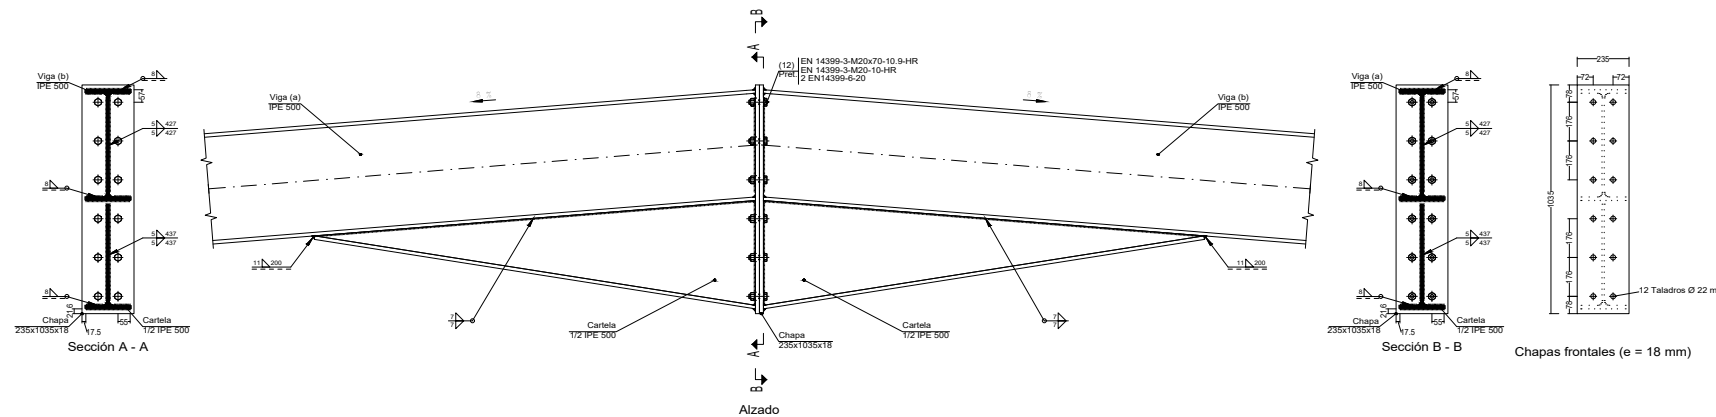 B
A
Viga (b)
IPE 500
8
57
5 427
5 427
8
5 437
5 437
8
21.6
Chapa
235x1035x18
17.5
55
Cartela
1/2 IPE 500
Sección A - A
Viga (a)
IPE 500
(12)
Pret.
EN 14399-3-M20x70-10.9-HR
EN 14399-3-M20-10-HR
2 EN14399-6-20
Viga (b)
IPE 500
11 200
7
7
Cartela
1/2 IPE 500
Chapa
235x1035x18
Cartela
1/2 IPE 500
7
7
11 200
A
B
Alzado
Viga (a)
IPE 500
8
57
5 427
5 427
8
5 437
5 437
8
21.6
Chapa
235x1035x18
17.5
55
Cartela
1/2 IPE 500
Sección B - B
235
72
72
78
176
176
1035
176
176
78
12 Taladros Ø 22 m
Chapas frontales (e = 18 mm)